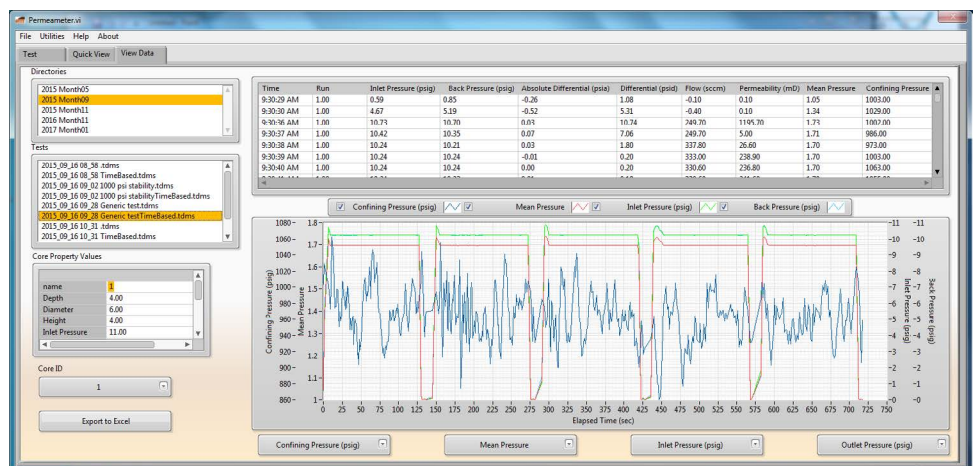 Permeameter.vi
File Utilities Help About
Test Quick View View Data
Directories
2015 Month05
2015 Month09
2015 Month11
2016 Month11
2017 Month01
Tests
2015_09_16 08_58 .tdms
2015_09_16 08_58 TimeBased.tdms
2015_09_16 09_02 1000 psi stability.tdms
2015_09_16 09_02 1000 psi stabilityTimeBased.tdms
2015_09_16 09_28 Generic test.tdms
2015_09_16 09_28 Generic testTimeBased.tdms
2015_09_16 10_31 .tdms
2015_09_16 10_31 TimeBased.tdms
Core Property Values
name 1
Depth 4.00
Diameter 6.00
Height 4.00
Inlet Pressure 11.00
Core ID
1
Export to Excel
Time Run Inlet Pressure (psig) Back Pressure (psig) Absolute Differential (psia) Differential (psid) Flow (sccm) Permeability (mD) Mean Pressure Confining Pressure
9:30:29 AM 1.00 0.59 0.85 -0.26 1.08 -0.10 0.10 1.05 1003.00
9:30:30 AM 1.00 4.67 5.19 -0.52 5.31 -0.40 0.10 1.34 1029.00
9:30:36 AM 1.00 10.73 10.70 0.03 10.74 249.70 1195.70 1.73 1002.00
9:30:37 AM 1.00 10.42 10.35 0.07 7.06 249.70 5.00 1.71 986.00
9:30:38 AM 1.00 10.24 10.21 0.03 1.80 337.80 26.60 1.70 973.00
9:30:39 AM 1.00 10.24 10.24 -0.01 0.20 333.00 238.90 1.70 1003.00
9:30:40 AM 1.00 10.24 10.24 0.00 0.20 330.60 236.80 1.70 1063.00
Confining Pressure (psig) Mean Pressure Inlet Pressure (psig) Back Pressure (psig)
1080 1060 1040 1020 1000 980 960 940 920 900 880 860
Confining Pressure (psig)
1.8 1.7 1.6 1.5 1.4 1.3 1.2 1.1 1
Mean Pressure
11 10 9 8 7 6 5 4 3 2 1 0
Inlet Pressure (psig)
11 10 9 8 7 6 5 4 3 2 1 0
Back Pressure (psig)
0 25 50 75 100 125 150 175 200 225 250 275 300 325 350 375 400 425 450 475 500 525 550 575 600 625 650 675 700 725 750
Elapsed Time (sec)
Confining Pressure (psig) Mean Pressure Inlet Pressure (psig) Outlet Pressure (psig)